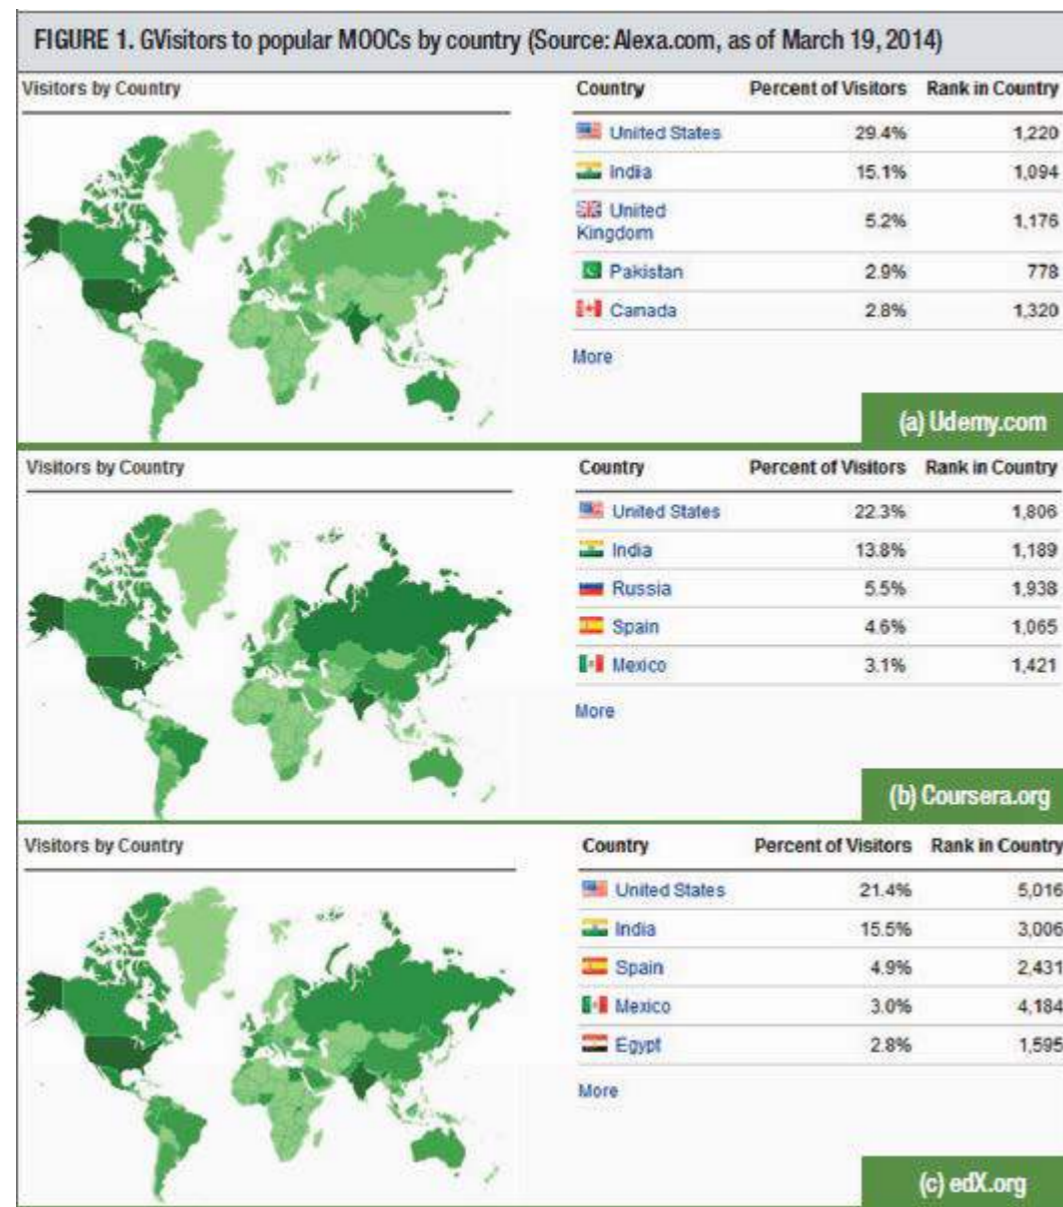 FIGURE 1. GVisitors to popular MOOCs by country (Source: Alexa.com, as of March 19, 2014)
Visitors by Country
Country Percent of Visitors Rank in Country
United States 29.4% 1,220
India 15.1% 1,094
United
Kingdom 5.2% 1,176
Pakistan 2.9% 778
Canada 2.8% 1,320
More
(a) Udemy.com
Visitors by Country
Country Percent of Visitors Rank in Country
United States 22.3% 1,806
India 13.8% 1,189
Russia 5.5% 1,938
Spain 4.6% 1,065
Mexico 3.1% 1,421
More
(b) Coursera.org
Visitors by Country
Country Percent of Visitors Rank in Country
United States 21.4% 5,016
India 15.5% 3,006
Spain 4.9% 2,431
Mexico 3.0% 4,184
Egypt 2.8% 1,595
More
(c) edX.org